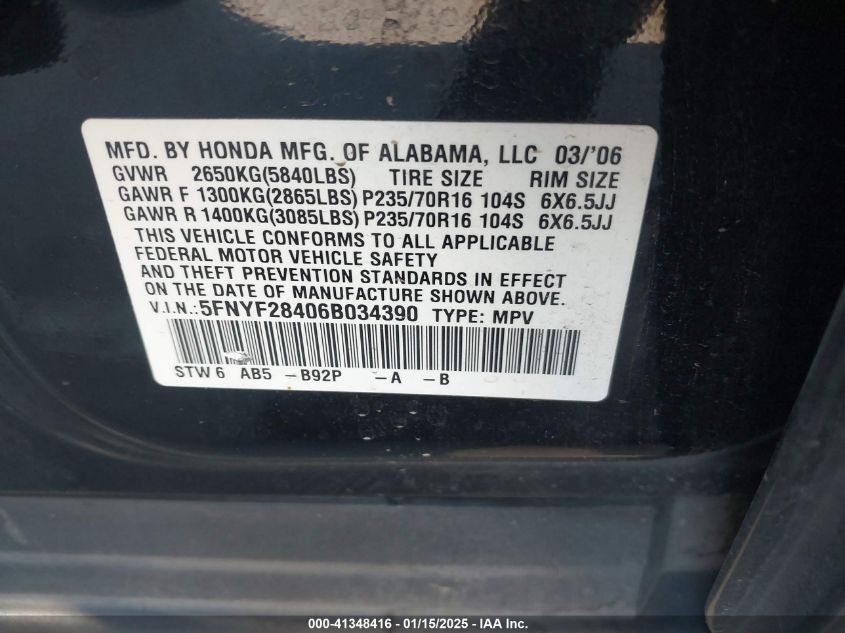 MFD. BY HONDA MFG. OF ALABAMA, LLC 03/'06
GVWR 2650KG(5840LBS) TIRE SIZE RIM SIZE
GAWR F 1300KG(2865LBS) P235/70R16 104S 6X6.5JJ
GAWR R 1400KG(3085LBS) P235/70R16 104S 6X6.5JJ
THIS VEHICLE CONFORMS TO ALL APPLICABLE
FEDERAL MOTOR VEHICLE SAFETY
AND THEFT PREVENTION STANDARDS IN EFFECT
ON THE DATE OF MANUFACTURE SHOWN ABOVE.
V.I.N.: 5FNYF28406B034390 TYPE: MPV
STW 6 AB5 -B92P -A -B
000-41348416 - 01/15/2025 - IAA Inc.